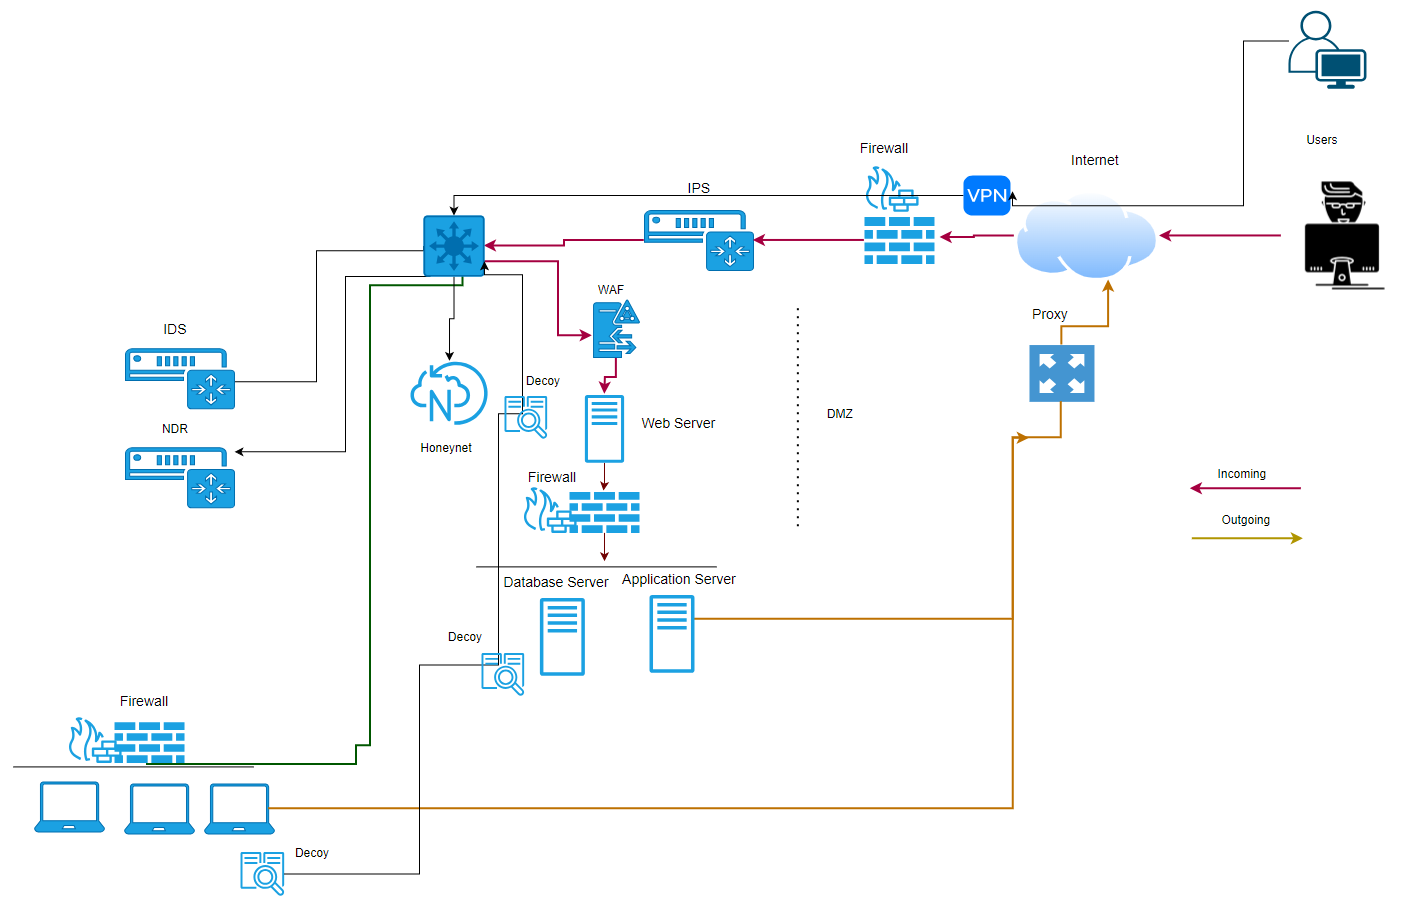 Users
Firewall
Internet
IPS
VPN
WAF
Proxy
IDS
Decoy
DMZ
Web Server
NDR
N
Honeynet
Incoming
Firewall
Outgoing
Database Server
Application Server
Decoy
Firewall
Decoy